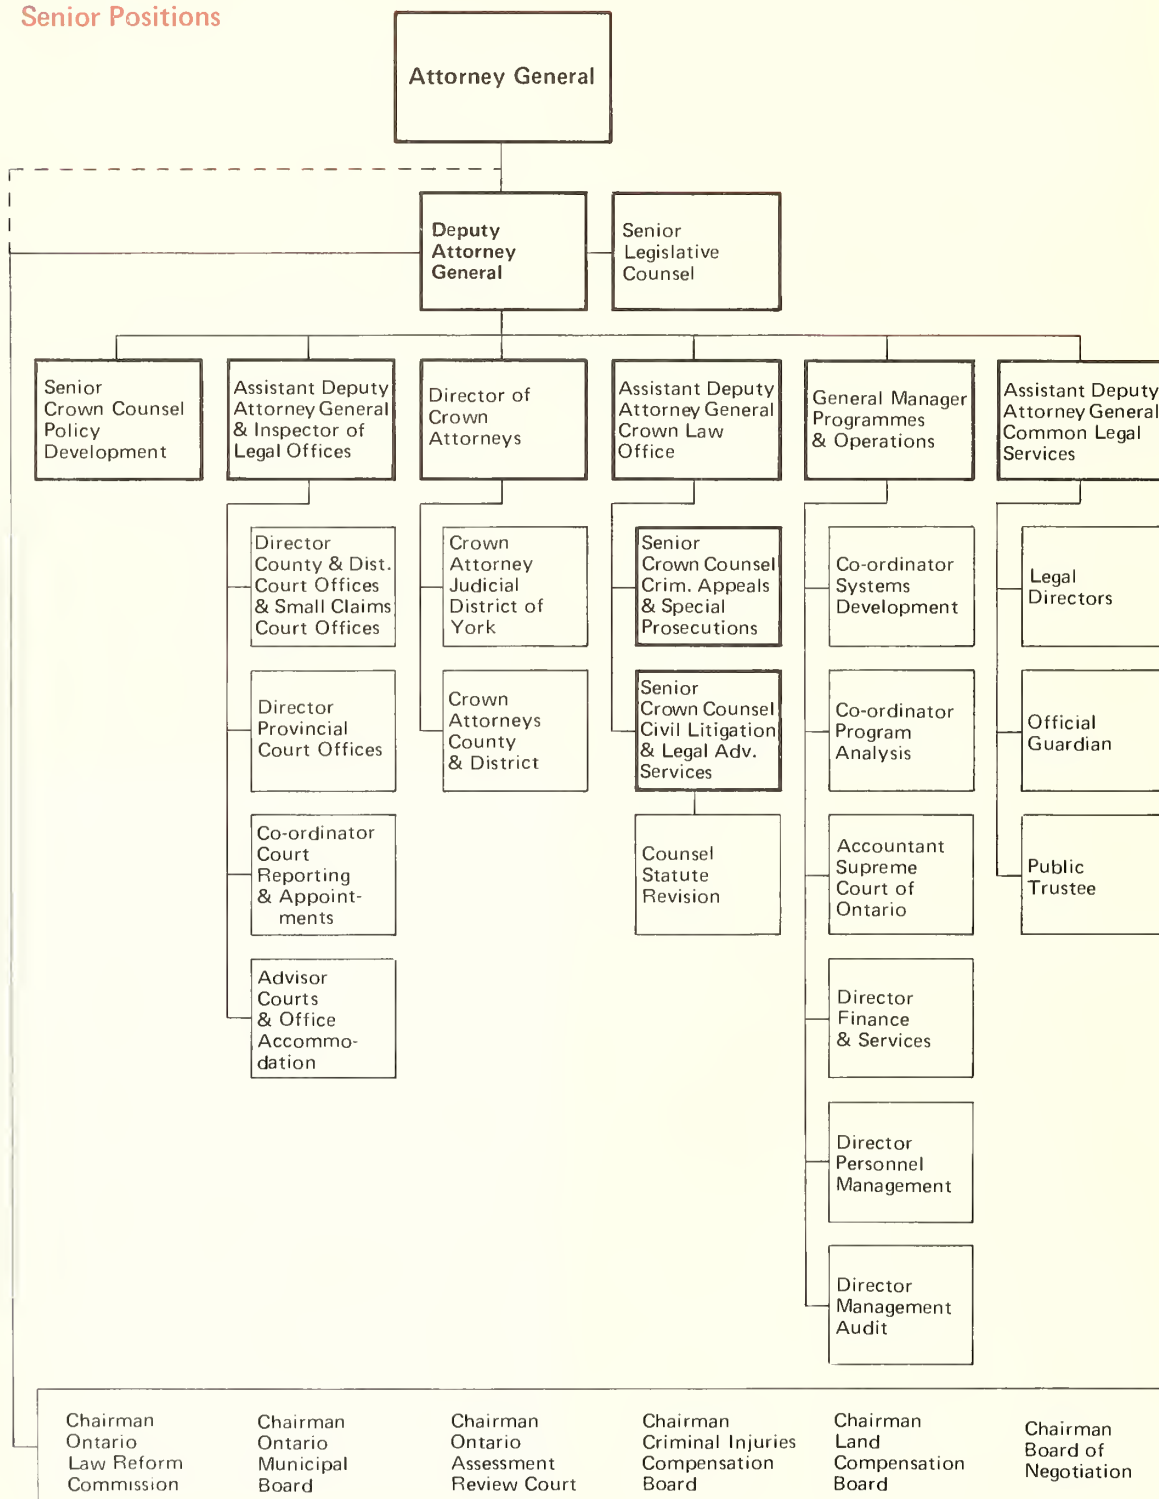 Senior Positions
Attorney General
Deputy
Attorney
General
Senior
Legislative
Counsel
Senior
Crown Counsel
Policy
Development
Assistant Deputy
Attorney General
& Inspector of
Legal Offices
Director of
Crown
Attorneys
Assistant Deputy
Attorney General
Crown Law
Office
General Manager
Programmes
& Operations
Assistant Deputy
Attorney General
Common Legal
Services
Director
County & Dist.
Court Offices
& Small Claims
Court Offices
Director
Provincial
Court Offices
Co-ordinator
Court
Reporting
& Appoint-
ments
Advisor
Courts
& Office
Accommo-
dation
Crown
Attorney
Judicial
District of
York
Crown
Attorneys
County
& District
Senior
Crown Counsel
Crim. Appeals
& Special
Prosecutions
Senior
Crown Counsel
Civil Litigation
& Legal Adv.
Services
Counsel
Statute
Revision
Co-ordinator
Systems
Development
Co-ordinator
Program
Analysis
Accountant
Supreme
Court of
Ontario
Director
Finance
& Services
Director
Personnel
Management
Director
Management
Audit
Legal
Directors
Official
Guardian
Public
Trustee
Chairman
Ontario
Law Reform
Commission
Chairman
Ontario
Municipal
Board
Chairman
Ontario
Assessment
Review Court
Chairman
Criminal Injuries
Compensation
Board
Chairman
Land
Compensation
Board
Chairman
Board of
Negotiation